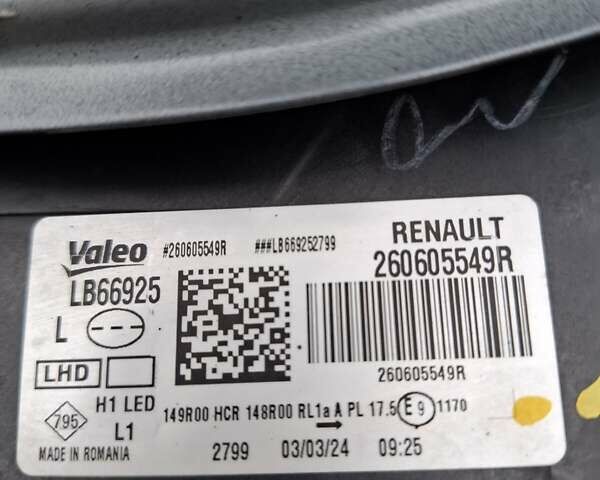 Valeo #260605549R ###LB669252799 RENAULT
LB66925 260605549R
L
LHD 260605549R
795 H1 LED 149R00 HCR 148R00 RL1a A PL 17.5 E9 1170
L1
MADE IN ROMANIA 2799 03/03/24 09:25